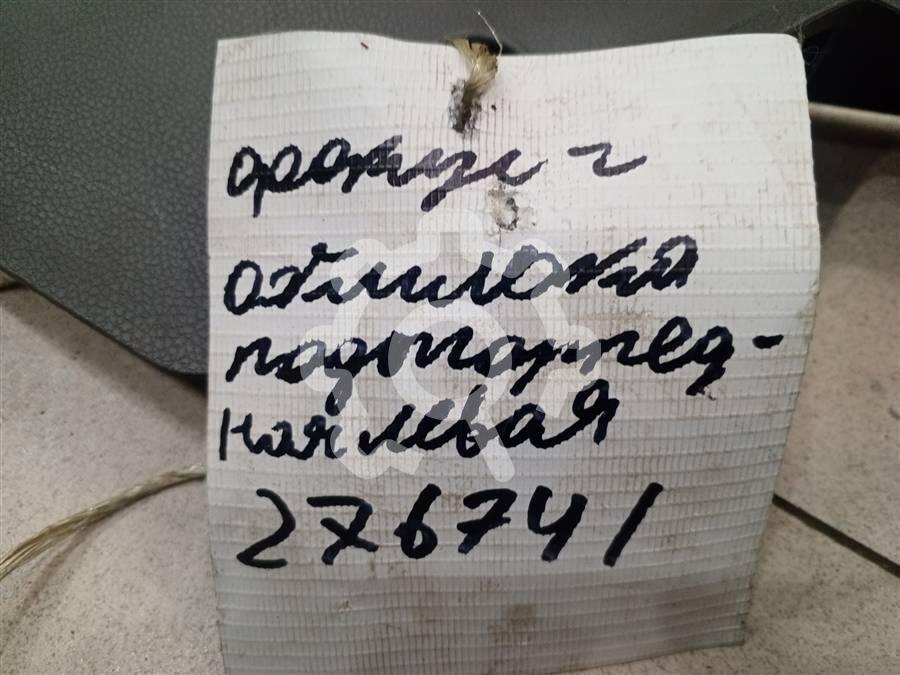 фокус 2
обшивка
подторпед-
ная левая
276741